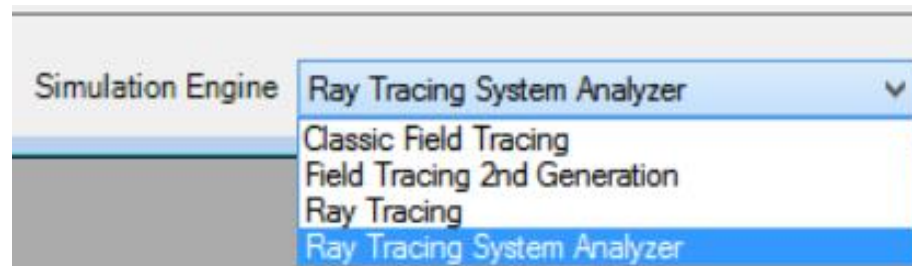 Simulation Engine Ray Tracing System Analyzer
Classic Field Tracing
Field Tracing 2nd Generation
Ray Tracing
Ray Tracing System Analyzer